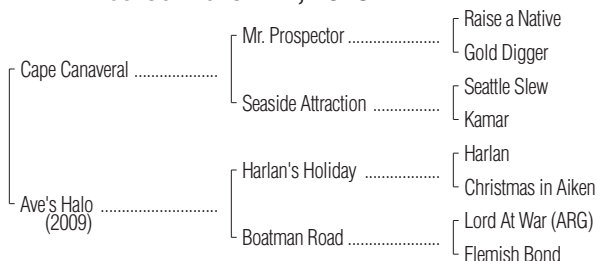 Raise a Native
Mr. Prospector ........................
Gold Digger
Cape Canaveral .....................
Seattle Slew
Seaside Attraction .................
Kamar
Harlan
Harlan's Holiday ...................
Christmas in Aiken
Ave's Halo ..............................
(2009)
Lord At War (ARG)
Boatman Road .......................
Flemish Bond